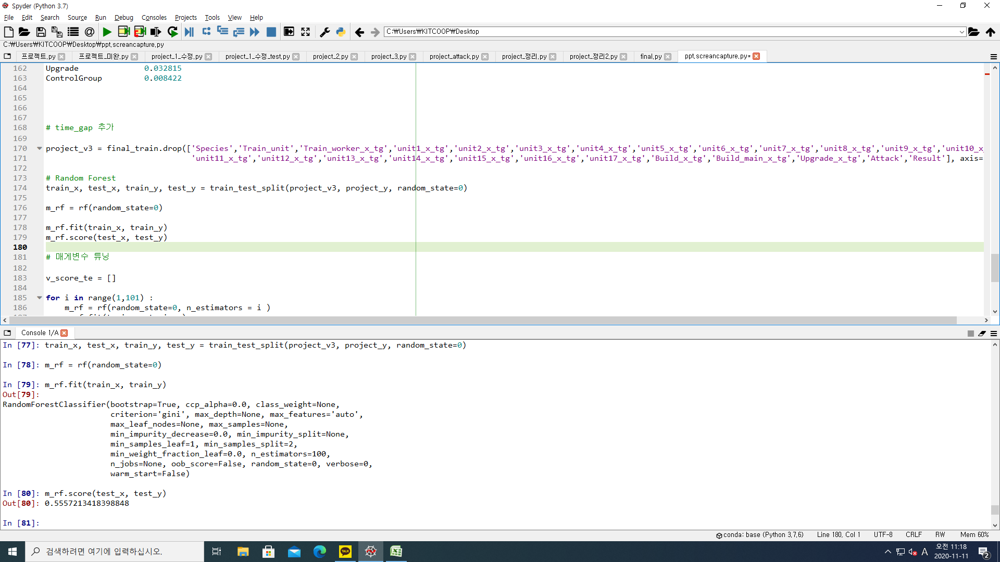 Spyder (Python 3.7)
File Edit Search Source Run Debug Consoles Projects Tools View Help
C:₩Users₩KITCOOP₩Desktop
C:₩Users₩KITCOOP₩Desktop₩ppt,screancapture,py
프로젝트,py 프로젝트_미완,py project_1_수정,py project_1_수정_test,py project_2,py project_3,py project_attack,py project_정리,py project_정리2,py final,py ppt,screancapture,py*
162 Upgrade 0.032815
163 ControlGroup 0.008422
164
165
166
167
168 # time_gap 추가
169
170 project_v3 = final_train.drop(['Species','Train_unit','Train_worker_x_tg','unit1_x_tg','unit2_x_tg','unit3_x_tg','unit4_x_tg','unit5_x_tg','unit6_x_tg','unit7_x_tg','unit8_x_tg','unit9_x_tg','unit10_x_
171 'unit11_x_tg','unit12_x_tg','unit13_x_tg','unit14_x_tg','unit15_x_tg','unit16_x_tg','unit17_x_tg','Build_x_tg','Build_main_x_tg','Upgrade_x_tg','Attack','Result'], axis=
172
173 # Random Forest
174 train_x, test_x, train_y, test_y = train_test_split(project_v3, project_y, random_state=0)
175
176 m_rf = rf(random_state=0)
177
178 m_rf.fit(train_x, train_y)
179 m_rf.score(test_x, test_y)
180
181 # 매게변수 튜닝
182
183 v_score_te = []
184
185 for i in range(1,101) :
186 m_rf = rf(random_state=0, n_estimators = i )
Console 1/A
In [77]: train_x, test_x, train_y, test_y = train_test_split(project_v3, project_y, random_state=0)
In [78]: m_rf = rf(random_state=0)
In [79]: m_rf.fit(train_x, train_y)
Out[79]:
RandomForestClassifier(bootstrap=True, ccp_alpha=0.0, class_weight=None,
criterion='gini', max_depth=None, max_features='auto',
max_leaf_nodes=None, max_samples=None,
min_impurity_decrease=0.0, min_impurity_split=None,
min_samples_leaf=1, min_samples_split=2,
min_weight_fraction_leaf=0.0, n_estimators=100,
n_jobs=None, oob_score=False, random_state=0, verbose=0,
warm_start=False)
In [80]: m_rf.score(test_x, test_y)
Out[80]: 0.5557213418398848
In [81]:
conda: base (Python 3,7,6) Line 180, Col 1 UTF-8 CRLF RW Mem 60%
검색하려면 여기에 입력하십시오.
TALK
A
오전 11:18
2020-11-11
2